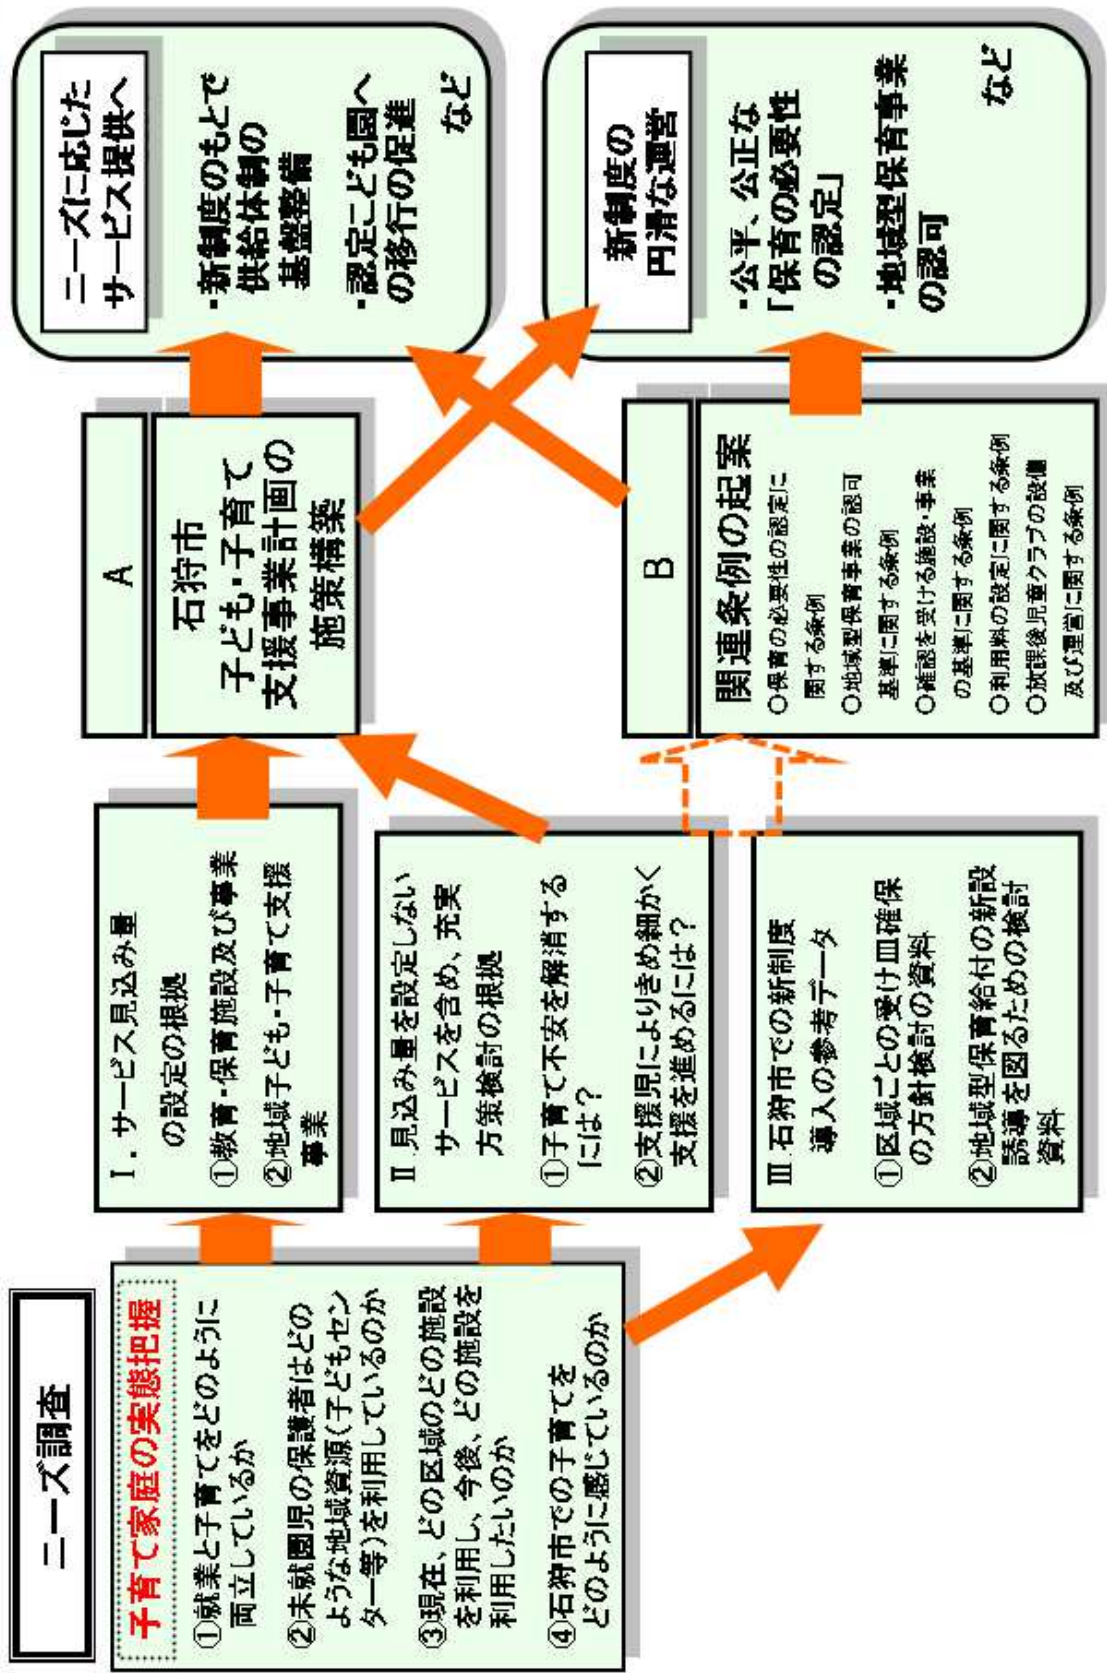 ニーズ調査
子育て家庭の実態把握
①就業と子育てをどのように
両立しているか
②未就園児の保護者はどの
ような地域資源(子どもセン
ター等)を利用しているのか
③現在、どの区域のどの施設
を利用し、今後、どの施設を
利用したいのか
④石狩市での子育てを
どのように感じているのか
Ⅰ．サービス見込み量
の設定の根拠
①教育・保育施設及び事業
②地域子ども・子育て支援
事業
Ⅱ 見込み量を設定しない
サービスを含め、充実
方策検討の根拠
①子育て不安を解消する
には？
②支援児によりきめ細かく
支援を進めるには？
Ⅲ 石狩市での新制度
導入の参考データ
①区域ごとの受け皿確保
の方針検討の資料
②地域型保育給付の新設
誘導を図るための検討
資料
A
石狩市
子ども・子育て
支援事業計画の
施策構築
B
関連条例の起案
○保育の必要性の認定に
関する条例
○地域型保育事業の認可
基準に関する条例
○確認を受ける施設・事業
の基準に関する条例
○利用料の設定に関する条例
○放課後児童クラブの設備
及び運営に関する条例
ニーズに応じた
サービス提供へ
・新制度のもとで
供給体制の
基盤整備
・認定こども園へ
の移行の促進
など
新制度の
円滑な運営
・公平、公正な
「保育の必要性
の認定」
・地域型保育事業
の認可
など